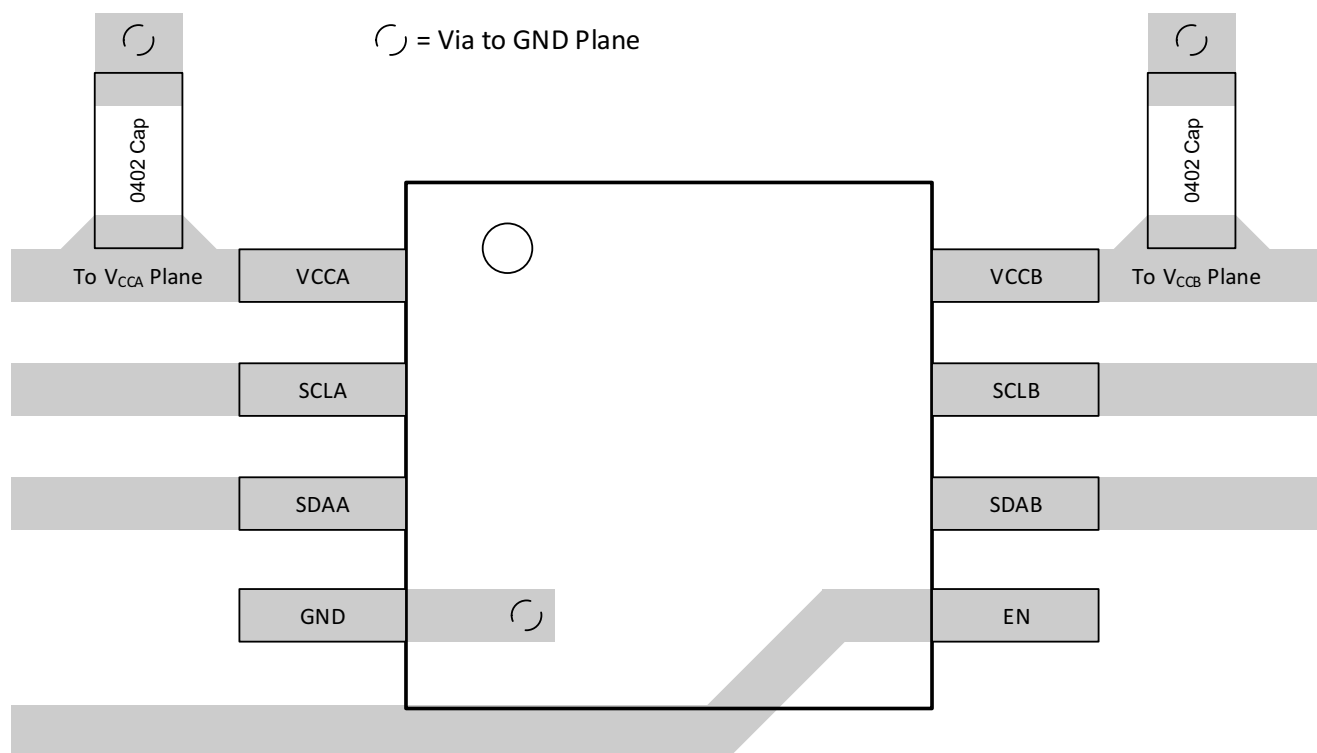 = Via to GND Plane
0402 Cap
0402 Cap
To VCCA Plane
VCCA
VCCB
To VCCB Plane
SCLA
SCLB
SDAA
SDAB
GND
EN